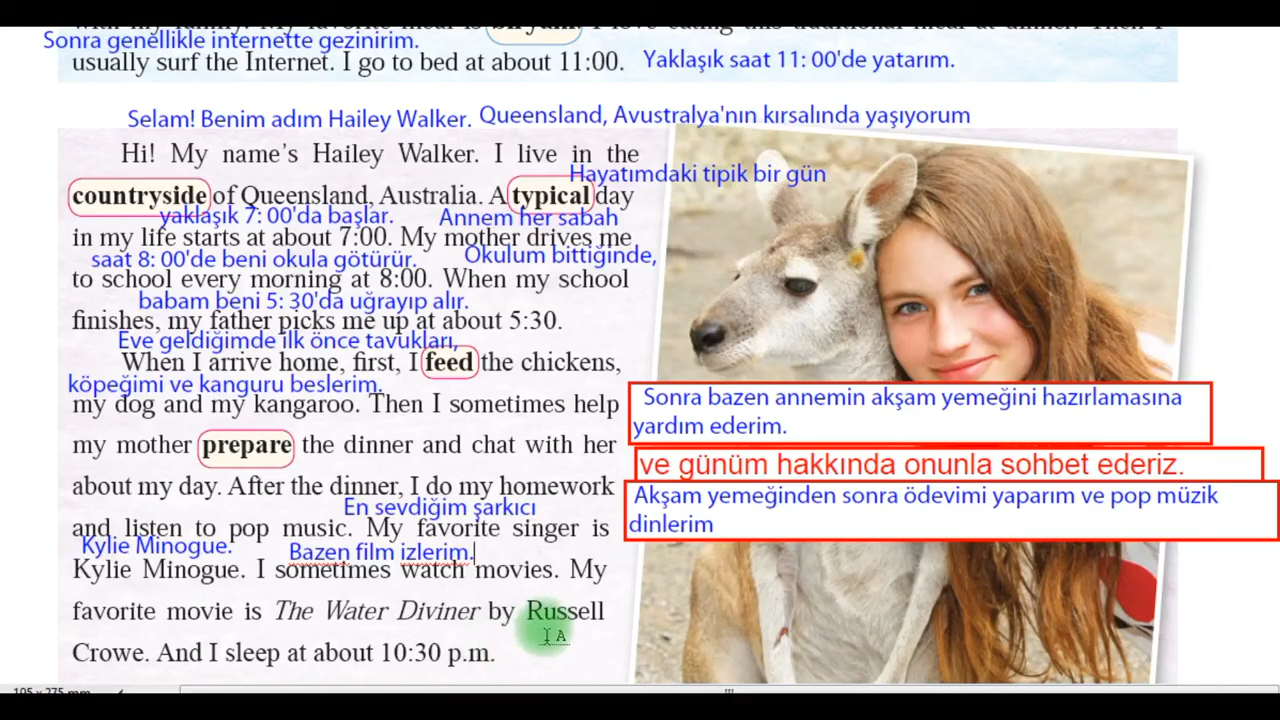 Sonra genellikle internette gezinirim.
usually surf the Internet. I go to bed at about 11:00. Yaklaşık saat 11: 00'de yatarım.
Selam! Benim adım Hailey Walker. Queensland, Avustralya'nın kırsalında yaşıyorum
Hi! My name's Hailey Walker. I live in the
Hayatımdaki tipik bir gün
countryside of Queensland, Australia. A typical day
yaklaşık 7: 00'da başlar. Annem her sabah
in my life starts at about 7:00. My mother drives me
saat 8: 00'de beni okula götürür. Okulum bittiğinde,
to school every morning at 8:00. When my school
babam beni 5: 30'da uğrayıp alır.
finishes, my father picks me up at about 5:30.
Eve geldiğimde ilk önce tavukları,
When I arrive home, first, I feed the chickens,
köpeğimi ve kanguru beslerim.
my dog and my kangaroo. Then I sometimes help
Sonra bazen annemin akşam yemeğini hazırlamasına
yardım ederim.
my mother prepare the dinner and chat with her
ve günüm hakkında onunla sohbet ederiz.
about my day. After the dinner, I do my homework
Akşam yemeğinden sonra ödevimi yaparım ve pop müzik
dinlerim
En sevdiğim şarkıcı
and listen to pop music. My favorite singer is
Kylie Minogue. Bazen film izlerim.
Kylie Minogue. I sometimes watch movies. My
favorite movie is The Water Diviner by Russell
Crowe. And I sleep at about 10:30 p.m.
195 x 275 mm